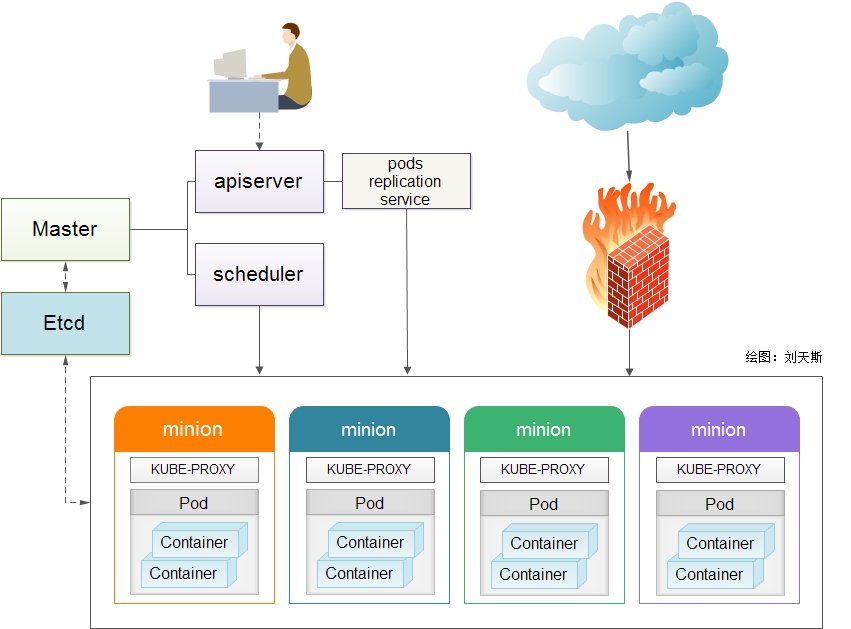 apiserver
pods
replication
service
Master
scheduler
Etcd
绘图：刘天斯
minion
minion
minion
minion
KUBE-PROXY
KUBE-PROXY
KUBE-PROXY
KUBE-PROXY
Pod
Pod
Pod
Pod
Container
Container
Container
Container
Container
Container
Container
Container